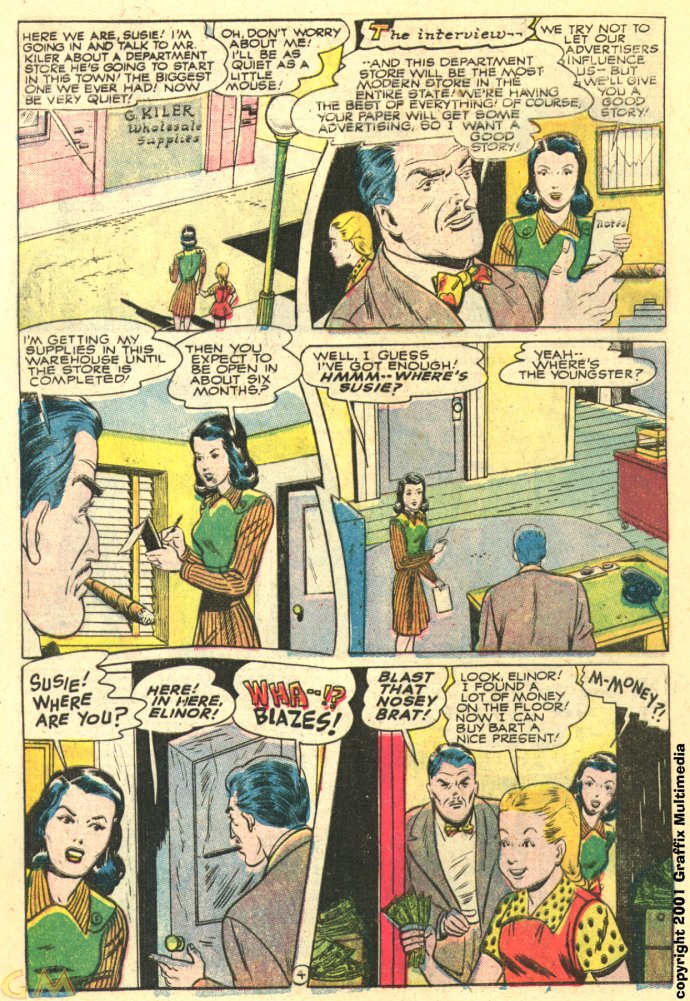 HERE WE ARE, SUSIE! I'M
GOING IN AND TALK TO MR.
KILER ABOUT A DEPARTMENT
STORE HE'S GOING TO START
IN THIS TOWN! THE BIGGEST
ONE WE EVER HAD! NOW
BE VERY QUIET!
OH, DON'T WORRY
ABOUT ME!
I'LL BE AS
QUIET AS A
LITTLE
MOUSE!
G. KILER
Wholesale
Supplies
The interview--
--AND THIS DEPARTMENT
STORE WILL BE THE MOST
MODERN STORE IN THE
ENTIRE STATE! WE'RE HAVING
THE BEST OF EVERYTHING! OF COURSE,
YOUR PAPER WILL GET SOME
ADVERTISING, SO I WANT A
GOOD
STORY!
WE TRY NOT TO
LET OUR
ADVERTISERS
INFLUENCE
US-- BUT
WE'LL GIVE
YOU A
GOOD
STORY!
notes
I'M GETTING MY
SUPPLIES IN THIS
WAREHOUSE UNTIL
THE STORE IS
COMPLETED!
THEN YOU
EXPECT TO
BE OPEN IN
ABOUT SIX
MONTHS?
WELL, I GUESS
I'VE GOT ENOUGH!
HMMM-- WHERE'S
SUSIE?
YEAH--
WHERE'S
THE YOUNGSTER?
SUSIE!
WHERE
ARE YOU?
HERE!
IN HERE,
ELINOR!
WHA--!?
BLAZES!
BLAST
THAT
NOSEY
BRAT!
LOOK, ELINOR!
I FOUND A
LOT OF MONEY
ON THE FLOOR!
NOW I CAN
BUY BART A
NICE PRESENT!
M-MONEY?!
4
GM
copyright 2001 Graffix Multimedia